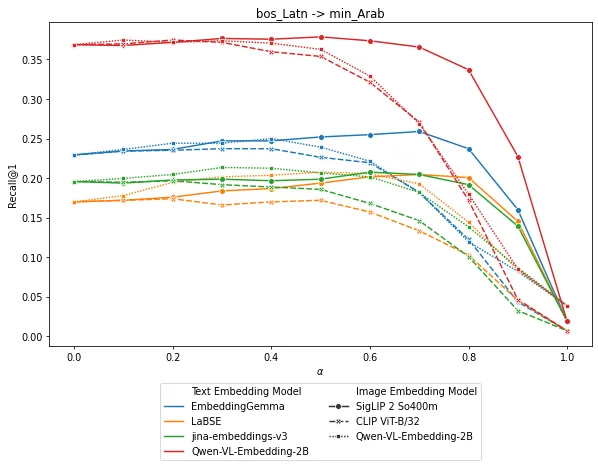 bos_Latn -> min_Arab
Recall@1
0.35
0.30
0.25
0.20
0.15
0.10
0.05
0.00
0.0 0.2 0.4 0.6 0.8 1.0
α
Text Embedding Model Image Embedding Model
EmbeddingGemma SigLIP 2 So400m
LaBSE CLIP ViT-B/32
jina-embeddings-v3 Qwen-VL-Embedding-2B
Qwen-VL-Embedding-2B